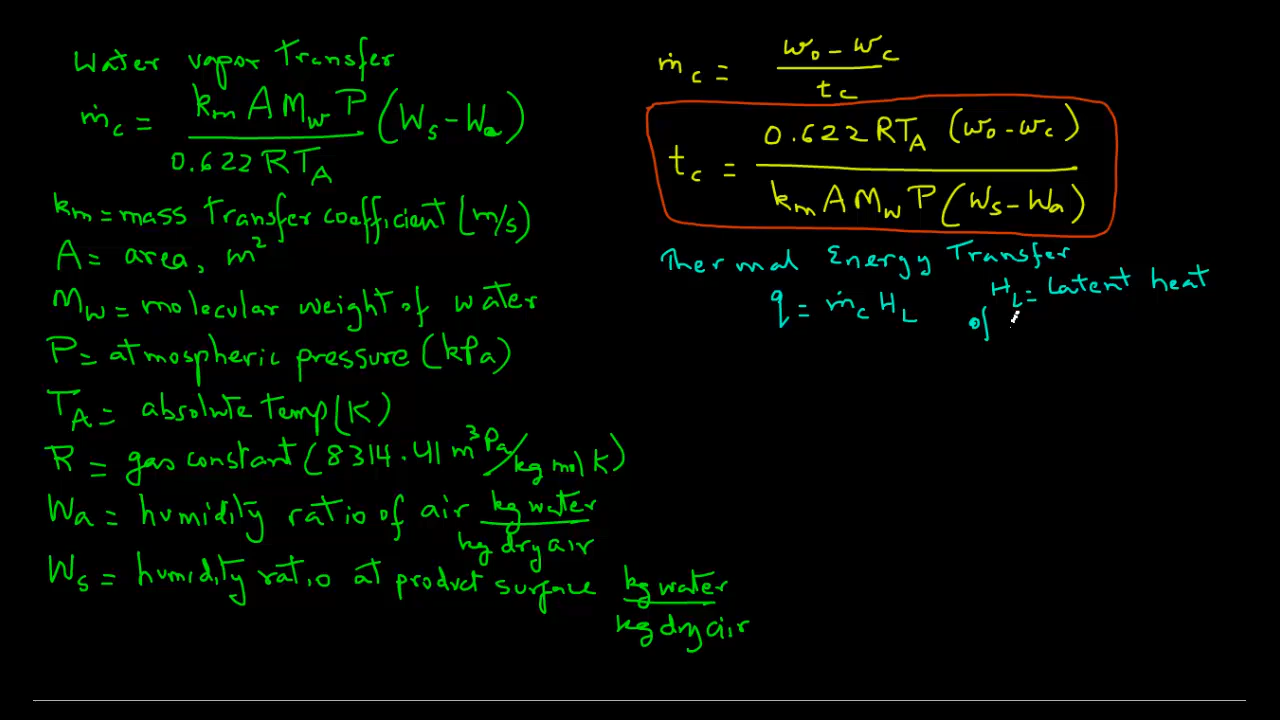 Water vapor Transfer
ṁc = km A Mw P / 0.622 RTA (Ws - Wa)
km = mass Transfer coefficient (m/s)
A = area, m²
Mw = molecular weight of water
P = atmospheric pressure (kPa)
TA = absolute temp (K)
R = gas constant (8314.41 m³ Pa/kg mol K)
Wa = humidity ratio of air kg water / kg dry air
Ws = humidity ratio at product surface kg water / kg dry air
ṁc = wo - wc / tc
tc = 0.622 RTA (wo - wc) / km A Mw P (Ws - Wa)
Thermal Energy Transfer
q = ṁc HL
HL = Latent heat
of